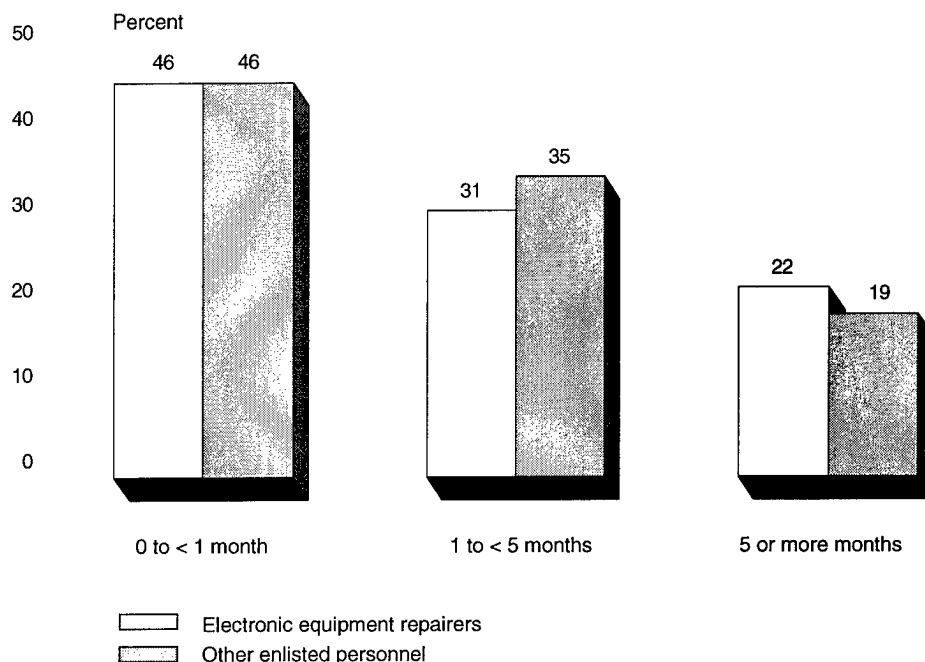 Percent
50
40
30
20
10
0
46 46
31 35
22 19
0 to < 1 month 1 to < 5 months 5 or more months
Electronic equipment repairers
Other enlisted personnel